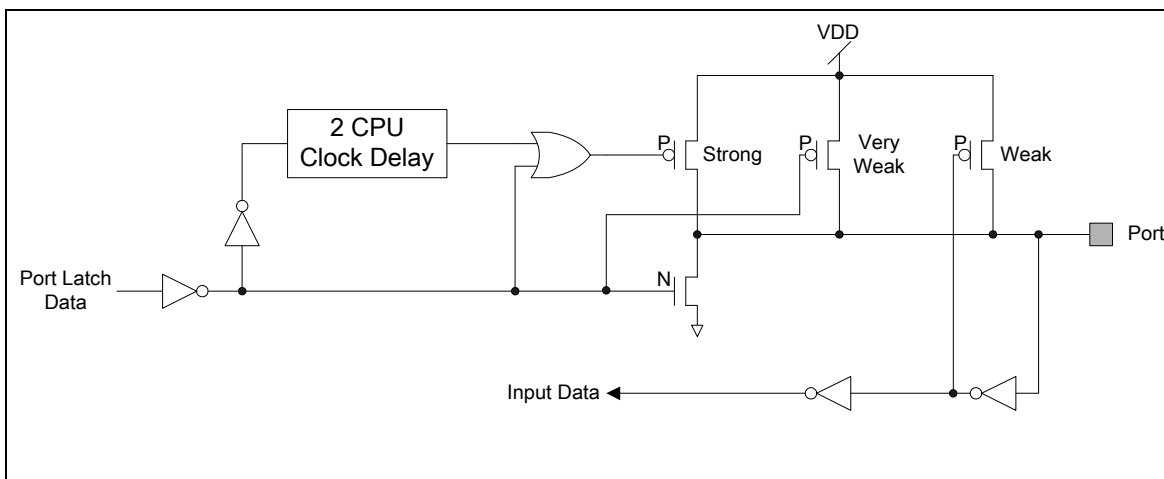 VDD
2 CPU
Clock Delay
P
Strong
P
Very
Weak
P
Weak
Port
Port Latch
Data
N
Input Data